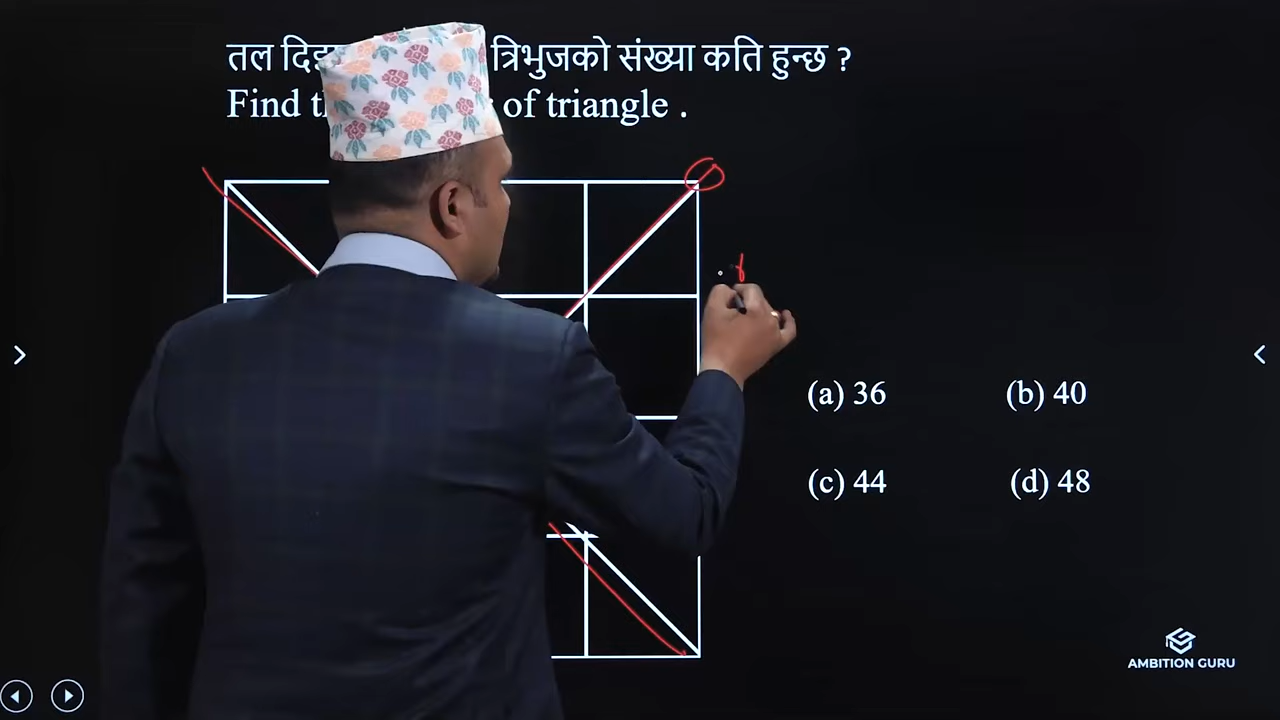 तल त्रिभुजको संख्या कति हुन्छ ?
Find of triangle .
(a) 36 (b) 40
(c) 44 (d) 48
AMBITION GURU